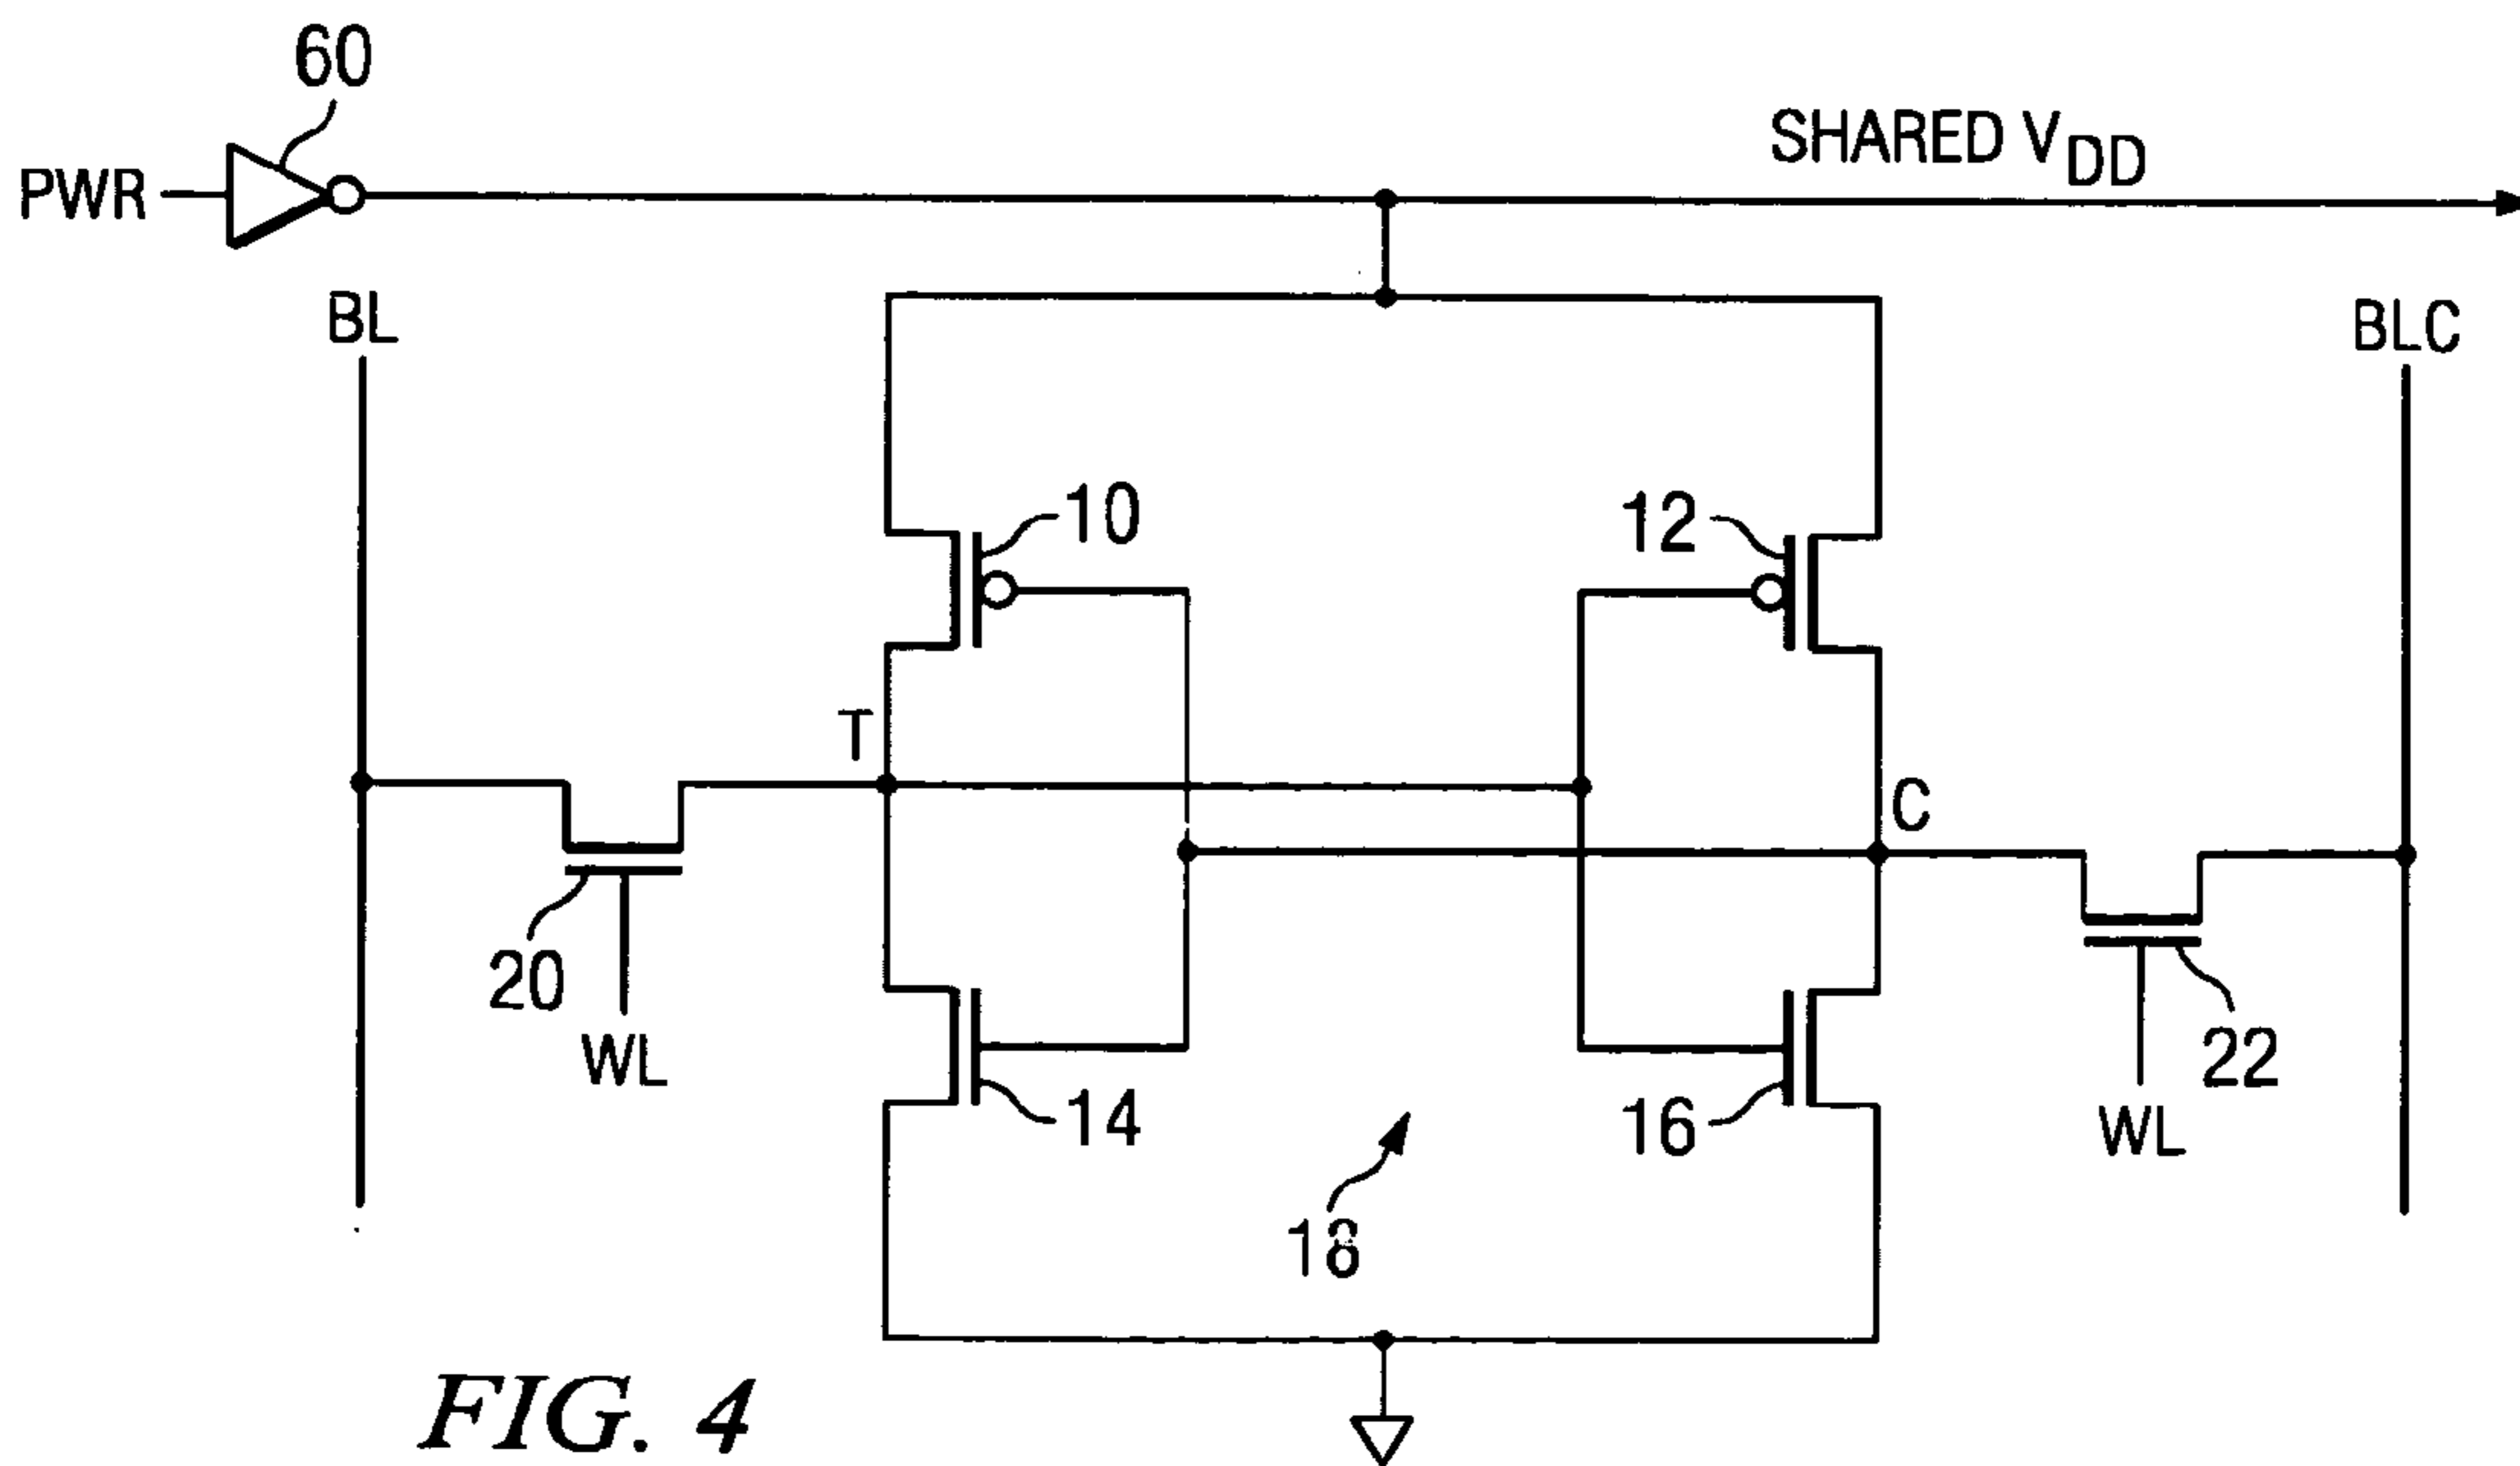 60
SHARED VDD
PWR
BL
BLC
10
12
T
C
20
WL
14
16
22
WL
18
FIG. 4